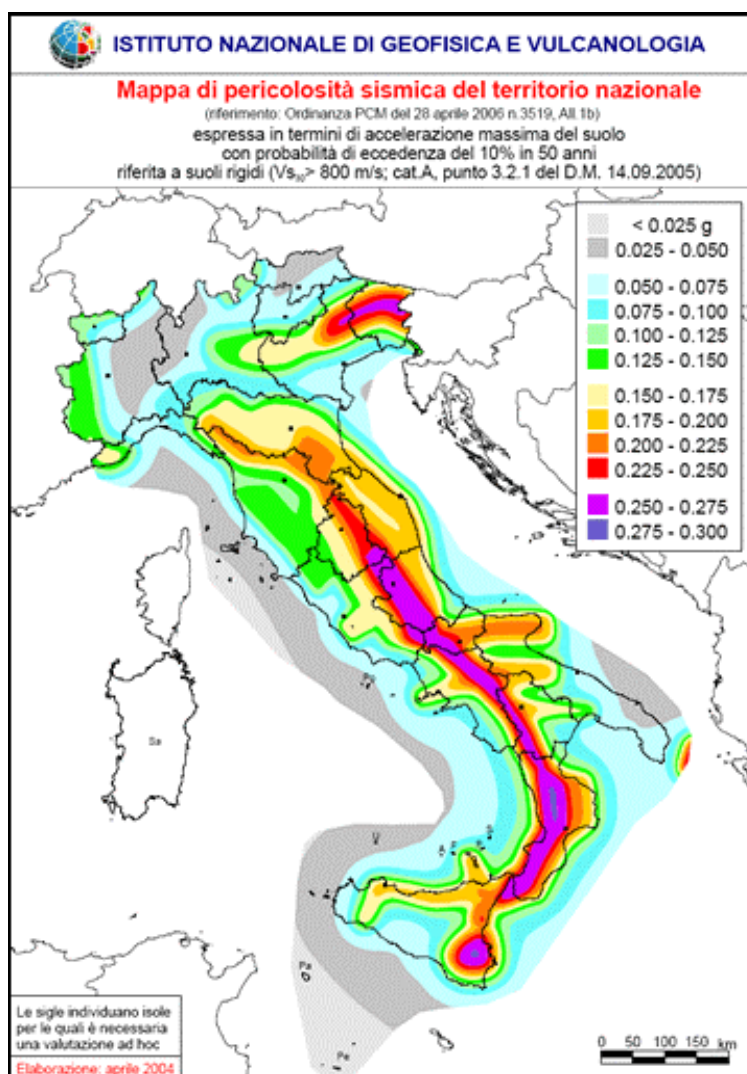 ISTITUTO NAZIONALE DI GEOFISICA E VULCANOLOGIA
Mappa di pericolosità sismica del territorio nazionale
(riferimento: Ordinanza PCM del 28 aprile 2006 n.3519, All.1b)
espressa in termini di accelerazione massima del suolo
con probabilità di eccedenza del 10% in 50 anni
riferita a suoli rigidi (Vs30> 800 m/s; cat.A, punto 3.2.1 del D.M. 14.09.2005)
< 0.025 g
0.025 - 0.050
0.050 - 0.075
0.075 - 0.100
0.100 - 0.125
0.125 - 0.150
0.150 - 0.175
0.175 - 0.200
0.200 - 0.225
0.225 - 0.250
0.250 - 0.275
0.275 - 0.300
Sa
U
A
F
Pa
Pe
Le sigle individuano isole
per le quali è necessaria
una valutazione ad hoc
Elaborazione: aprile 2004
0 50 100 150 km